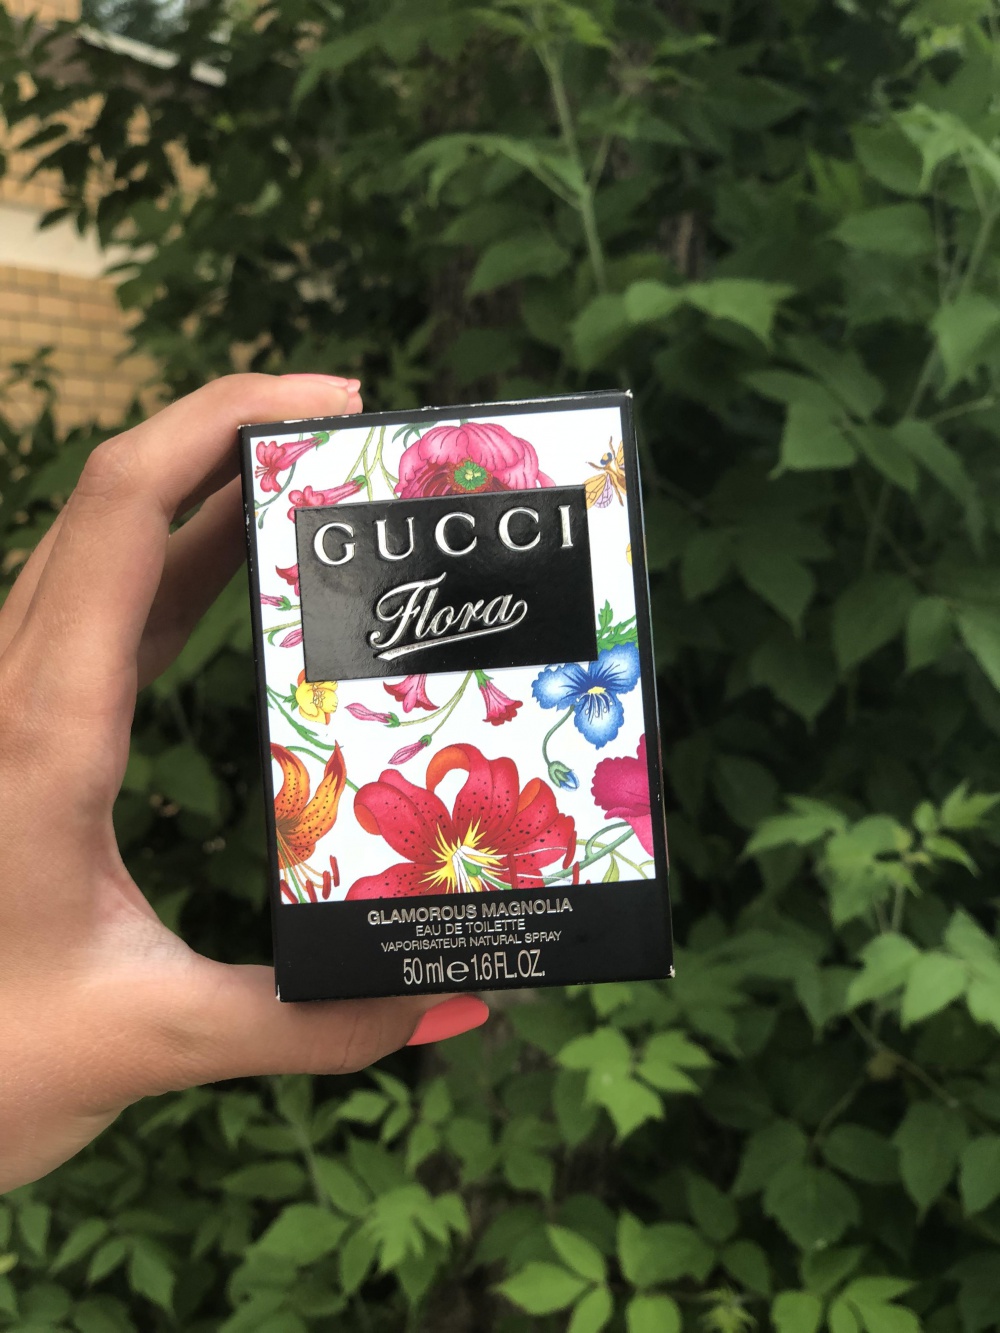 GUCCI
Flora
GLAMOROUS MAGNOLIA
EAU DE TOILETTE
VAPORISATEUR NATURAL SPRAY
50 ml e 1.6 FL.OZ.